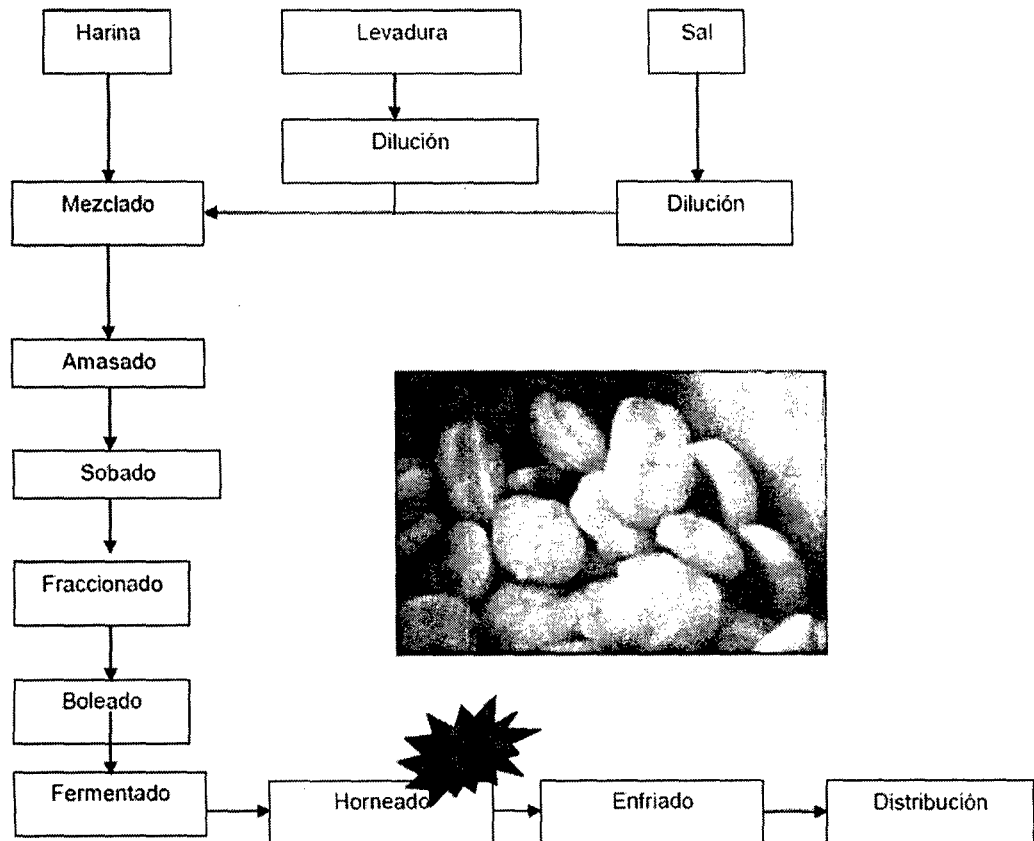 Harina
Levadura
Sal
Dilución
Mezclado
Dilución
Amasado
Sobado
Fraccionado
Boleado
Fermentado
Horneado
Enfriado
Distribución